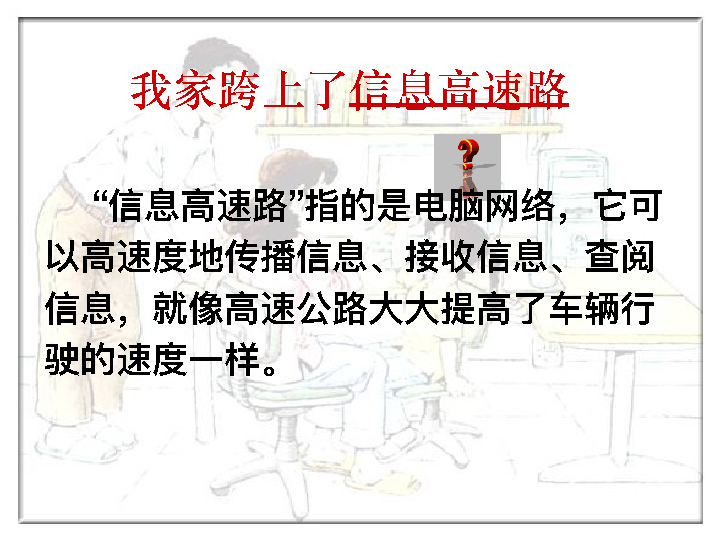 我家跨上了信息高速路
“信息高速路”指的是电脑网络，它可
以高速度地传播信息、接收信息、查阅
信息，就像高速公路大大提高了车辆行
驶的速度一样。